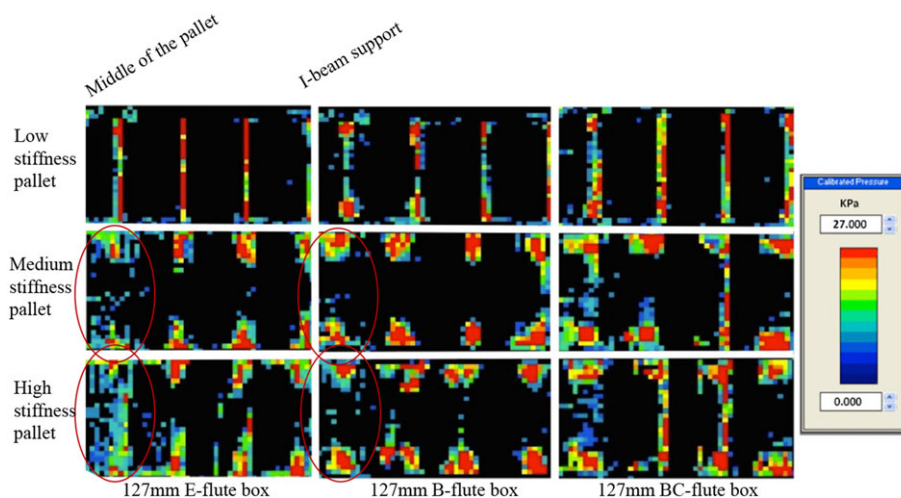 Middle of the pallet
I-beam support
Low
stiffness
pallet
Medium
stiffness
pallet
High
stiffness
pallet
Calibrated Pressure
KPa
27.000
0.000
127mm E-flute box
127mm B-flute box
127mm BC-flute box